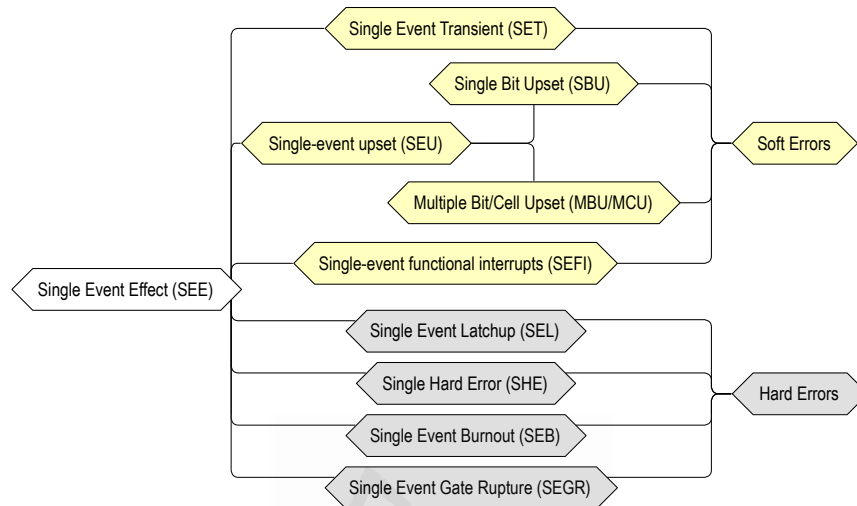 Single Event Transient (SET)
Single Bit Upset (SBU)
Single-event upset (SEU)
Soft Errors
Multiple Bit/Cell Upset (MBU/MCU)
Single-event functional interrupts (SEFI)
Single Event Effect (SEE)
Single Event Latchup (SEL)
Single Hard Error (SHE)
Hard Errors
Single Event Burnout (SEB)
Single Event Gate Rupture (SEGR)